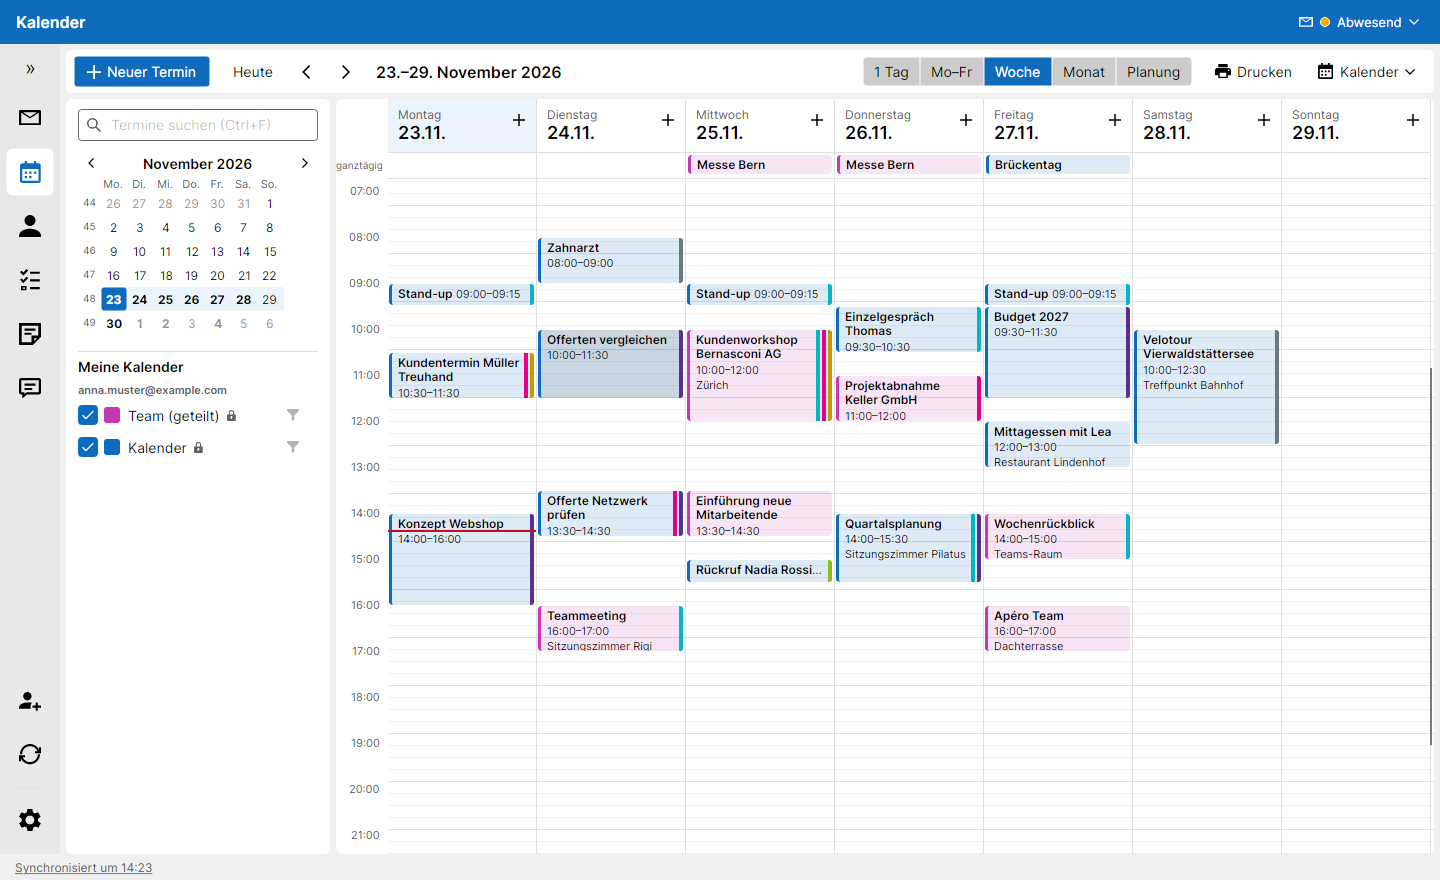 Kalender
Abwesend
Neuer Termin
Heute
23.–29. November 2026
1 Tag
Mo–Fr
Woche
Monat
Planung
Drucken
Kalender
Termine suchen (Ctrl+F)
November 2026
Mo. Di. Mi. Do. Fr. Sa. So.
44 26 27 28 29 30 31 1
45 2 3 4 5 6 7 8
46 9 10 11 12 13 14 15
47 16 17 18 19 20 21 22
48 23 24 25 26 27 28 29
49 30 1 2 3 4 5 6
Meine Kalender
anna.muster@example.com
Team (geteilt)
Kalender
Montag
23.11.
Dienstag
24.11.
Mittwoch
25.11.
Donnerstag
26.11.
Freitag
27.11.
Samstag
28.11.
Sonntag
29.11.
ganztägig
Messe Bern
Messe Bern
Brückentag
07:00
08:00
09:00
10:00
11:00
12:00
13:00
14:00
15:00
16:00
17:00
18:00
19:00
20:00
21:00
Stand-up 09:00–09:15
Kundentermin Müller
Treuhand
10:30–11:30
Konzept Webshop
14:00–16:00
Zahnarzt
08:00–09:00
Offerten vergleichen
10:00–11:30
Offerte Netzwerk
prüfen
13:30–14:30
Teammeeting
16:00–17:00
Sitzungszimmer Rigi
Stand-up 09:00–09:15
Kundenworkshop
Bernasconi AG
10:00–12:00
Zürich
Einführung neue
Mitarbeitende
13:30–14:30
Rückruf Nadia Rossi...
Einzelgespräch
Thomas
09:30–10:30
Projektabnahme
Keller GmbH
11:00–12:00
Quartalsplanung
14:00–15:30
Sitzungszimmer Pilatus
Stand-up 09:00–09:15
Budget 2027
09:30–11:30
Mittagessen mit Lea
12:00–13:00
Restaurant Lindenhof
Wochenrückblick
14:00–15:00
Teams-Raum
Apéro Team
16:00–17:00
Dachterrasse
Velotour
Vierwaldstättersee
10:00–12:30
Treffpunkt Bahnhof
Synchronisiert um 14:23